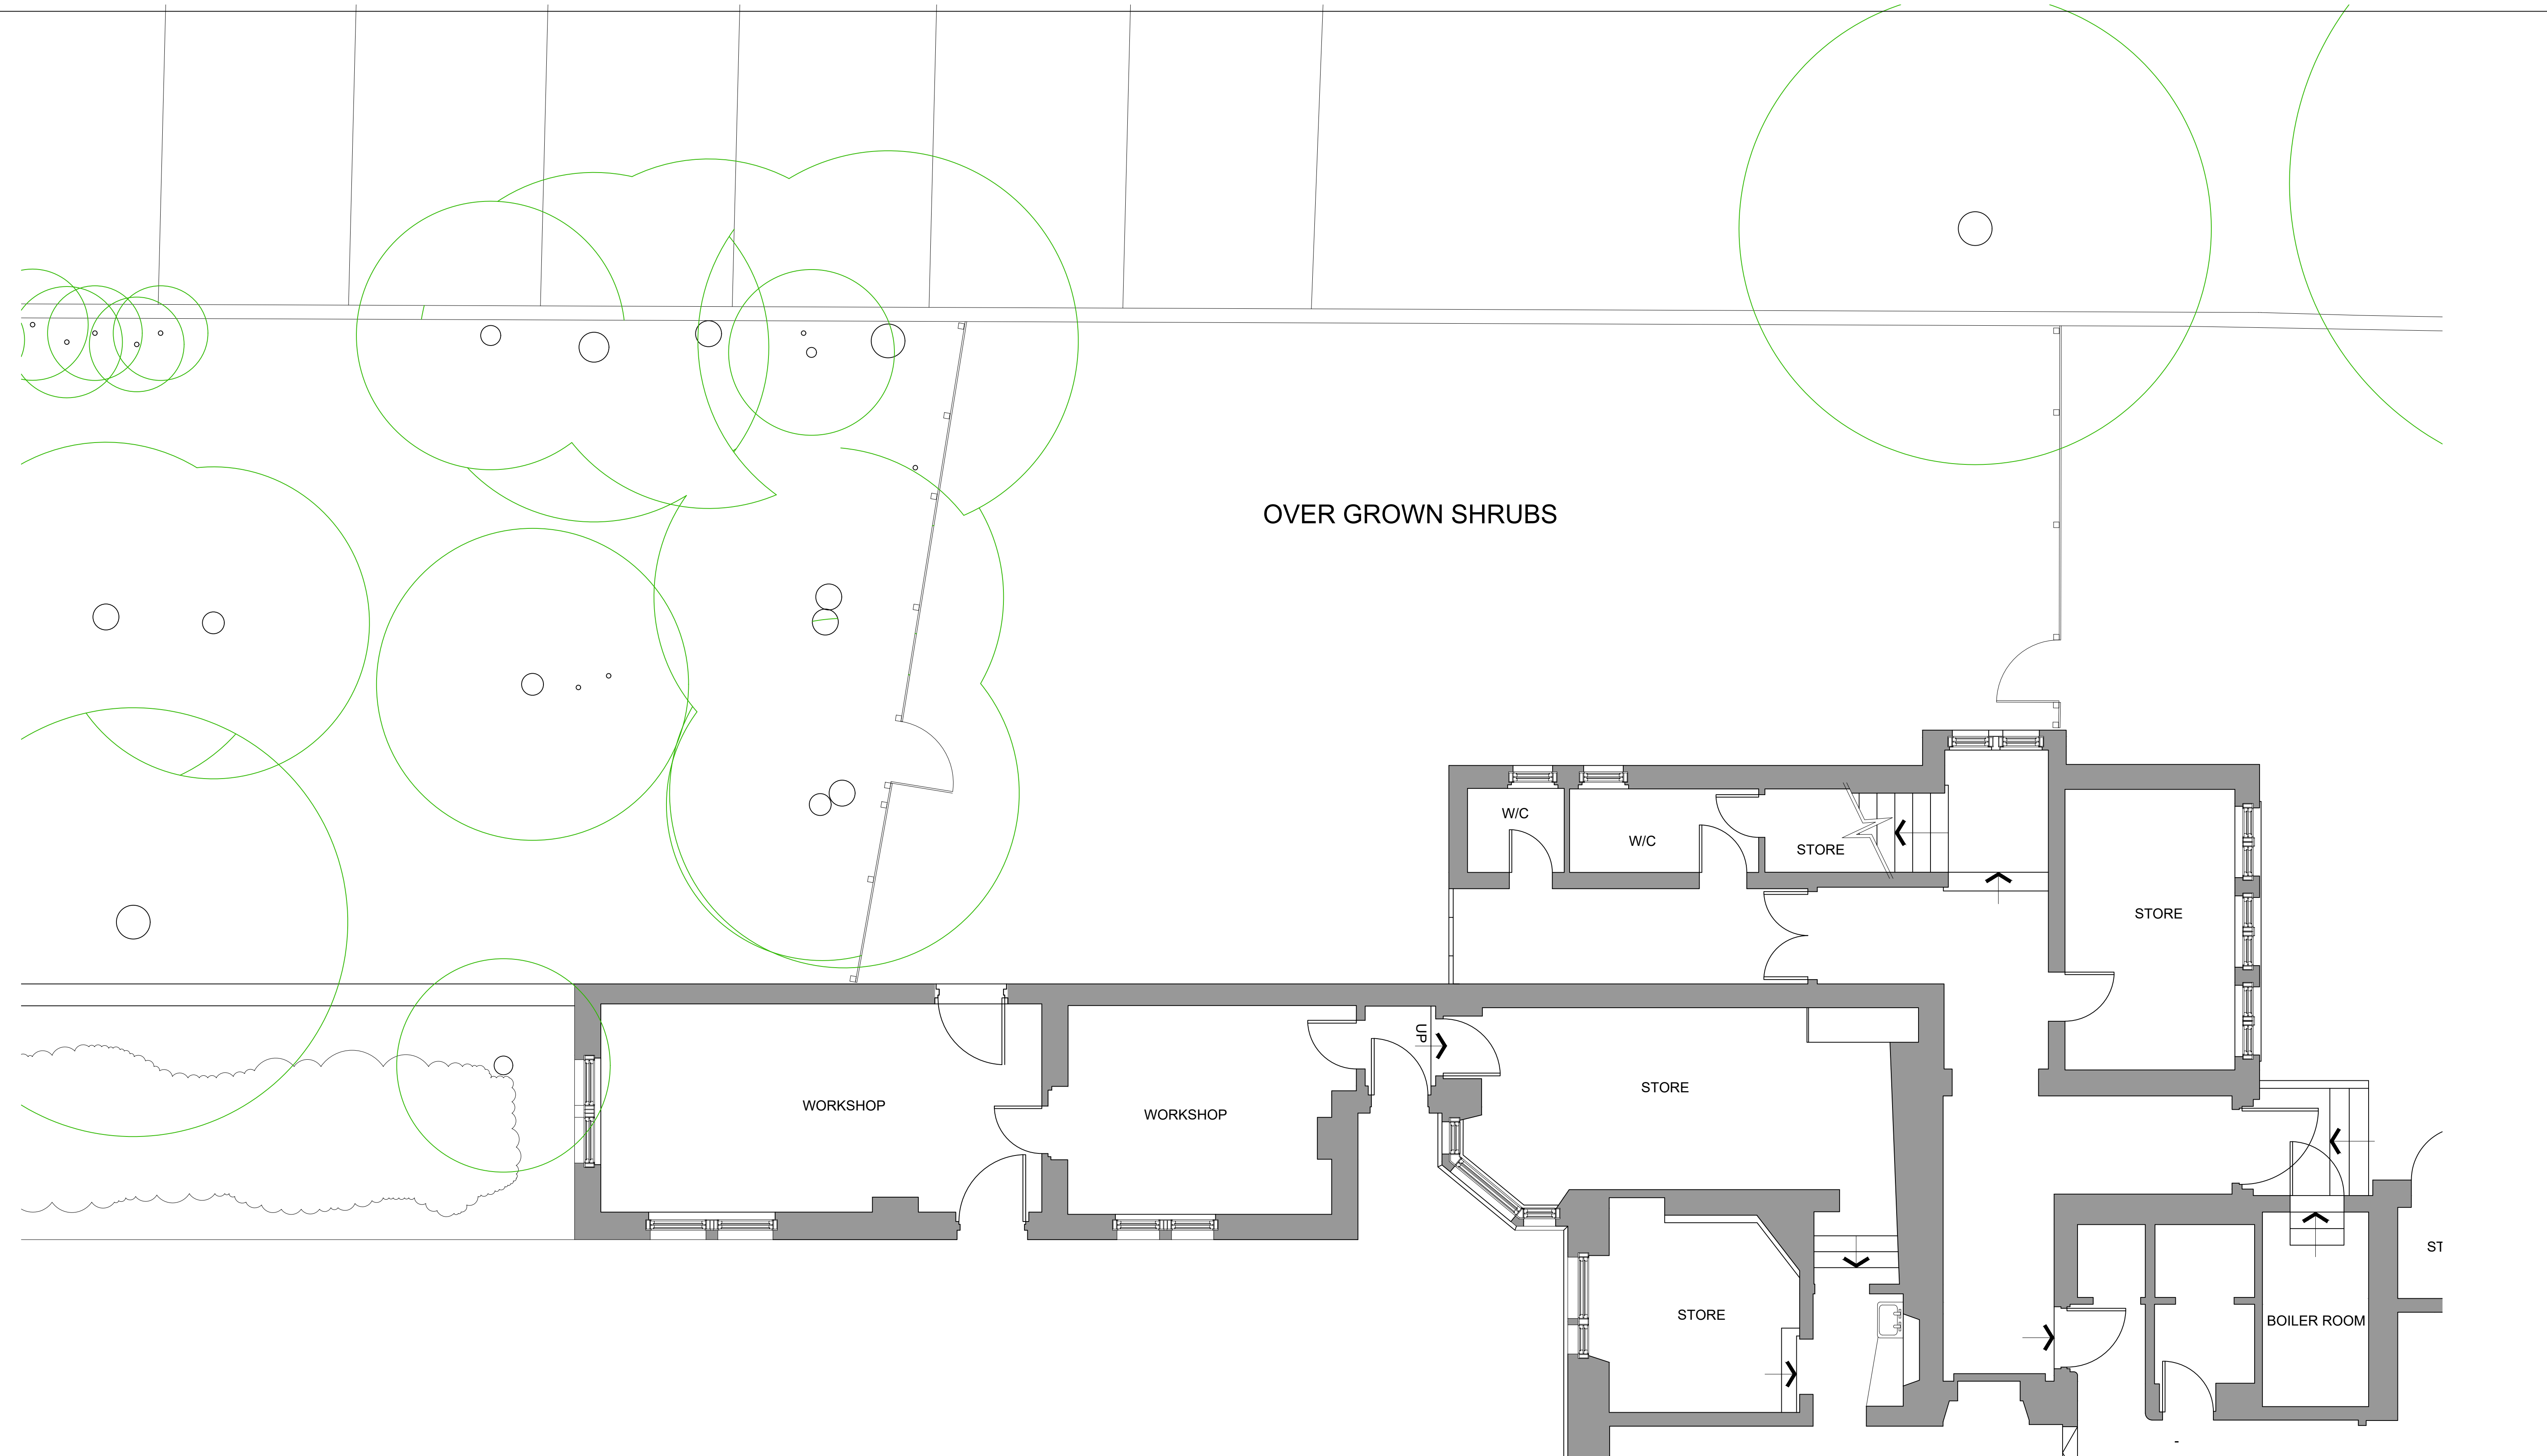 OVER GROWN SHRUBS
W/C
W/C
STORE
STORE
UP
STORE
WORKSHOP
WORKSHOP
ST
STORE
BOILER ROOM
-